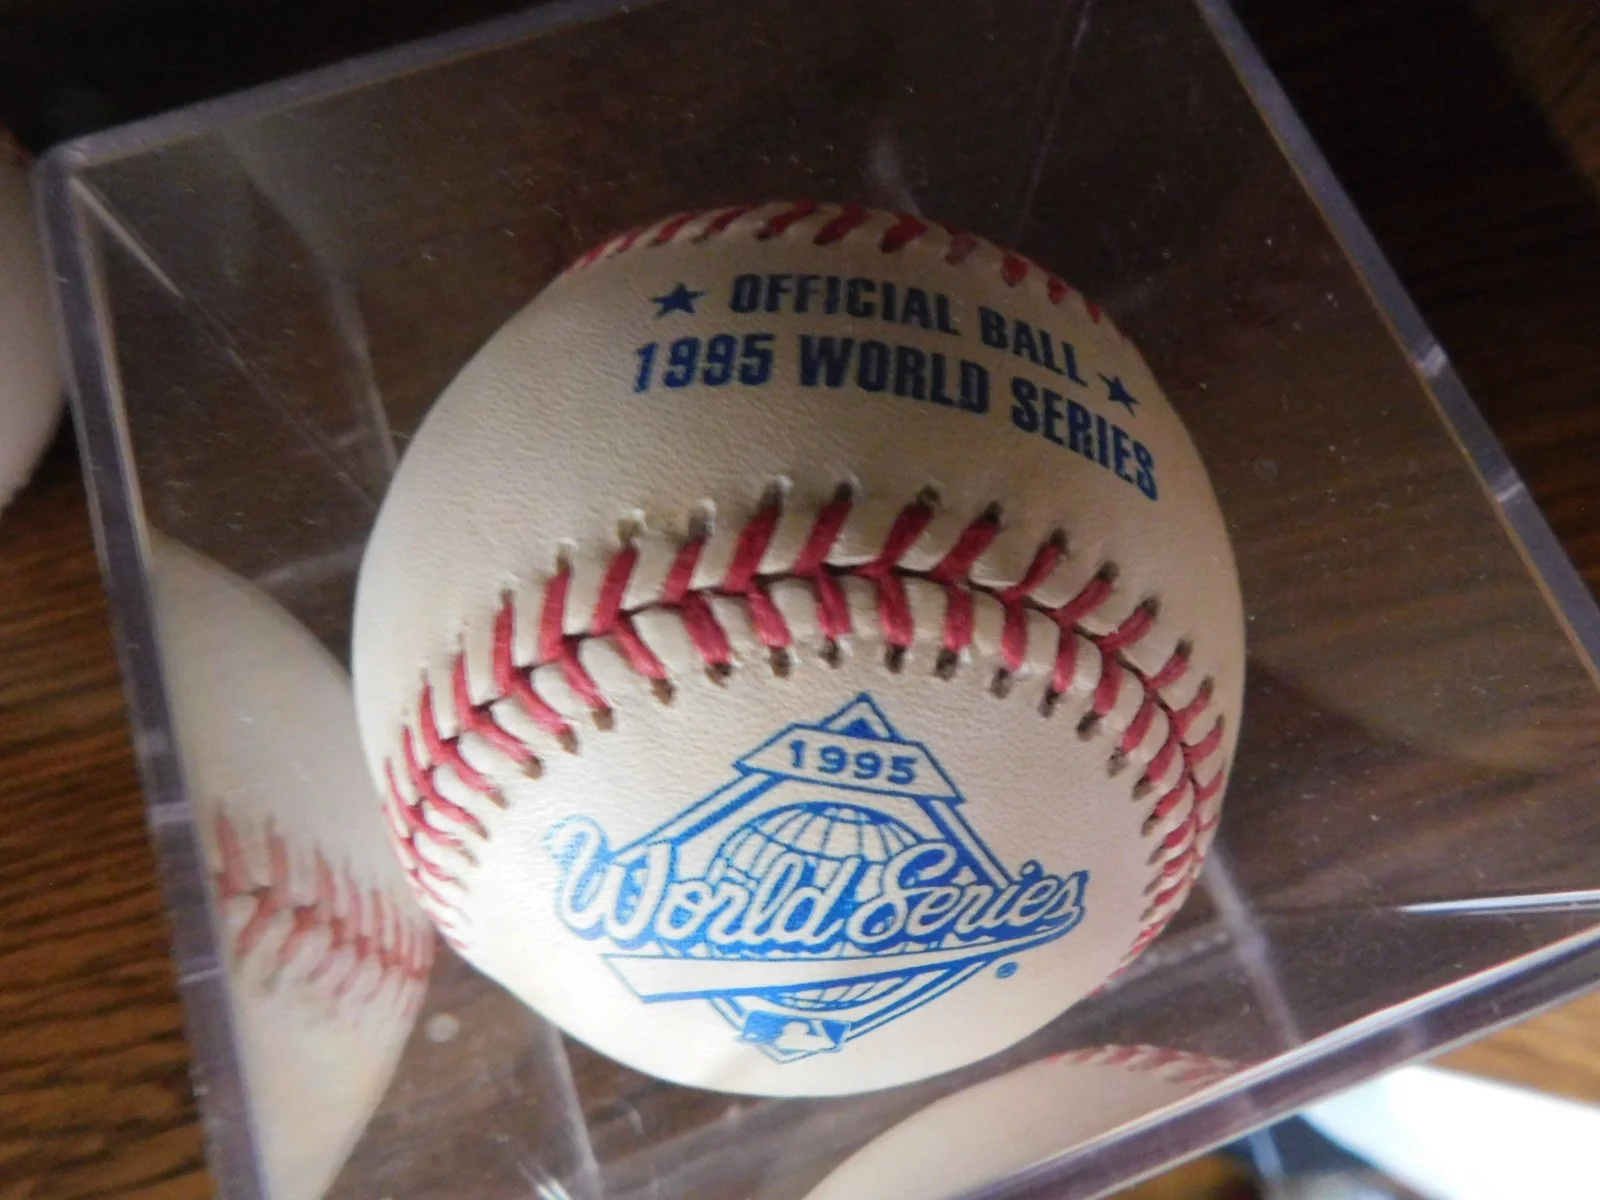 ★ OFFICIAL BALL ★
1995 WORLD SERIES
1995
World Series
®